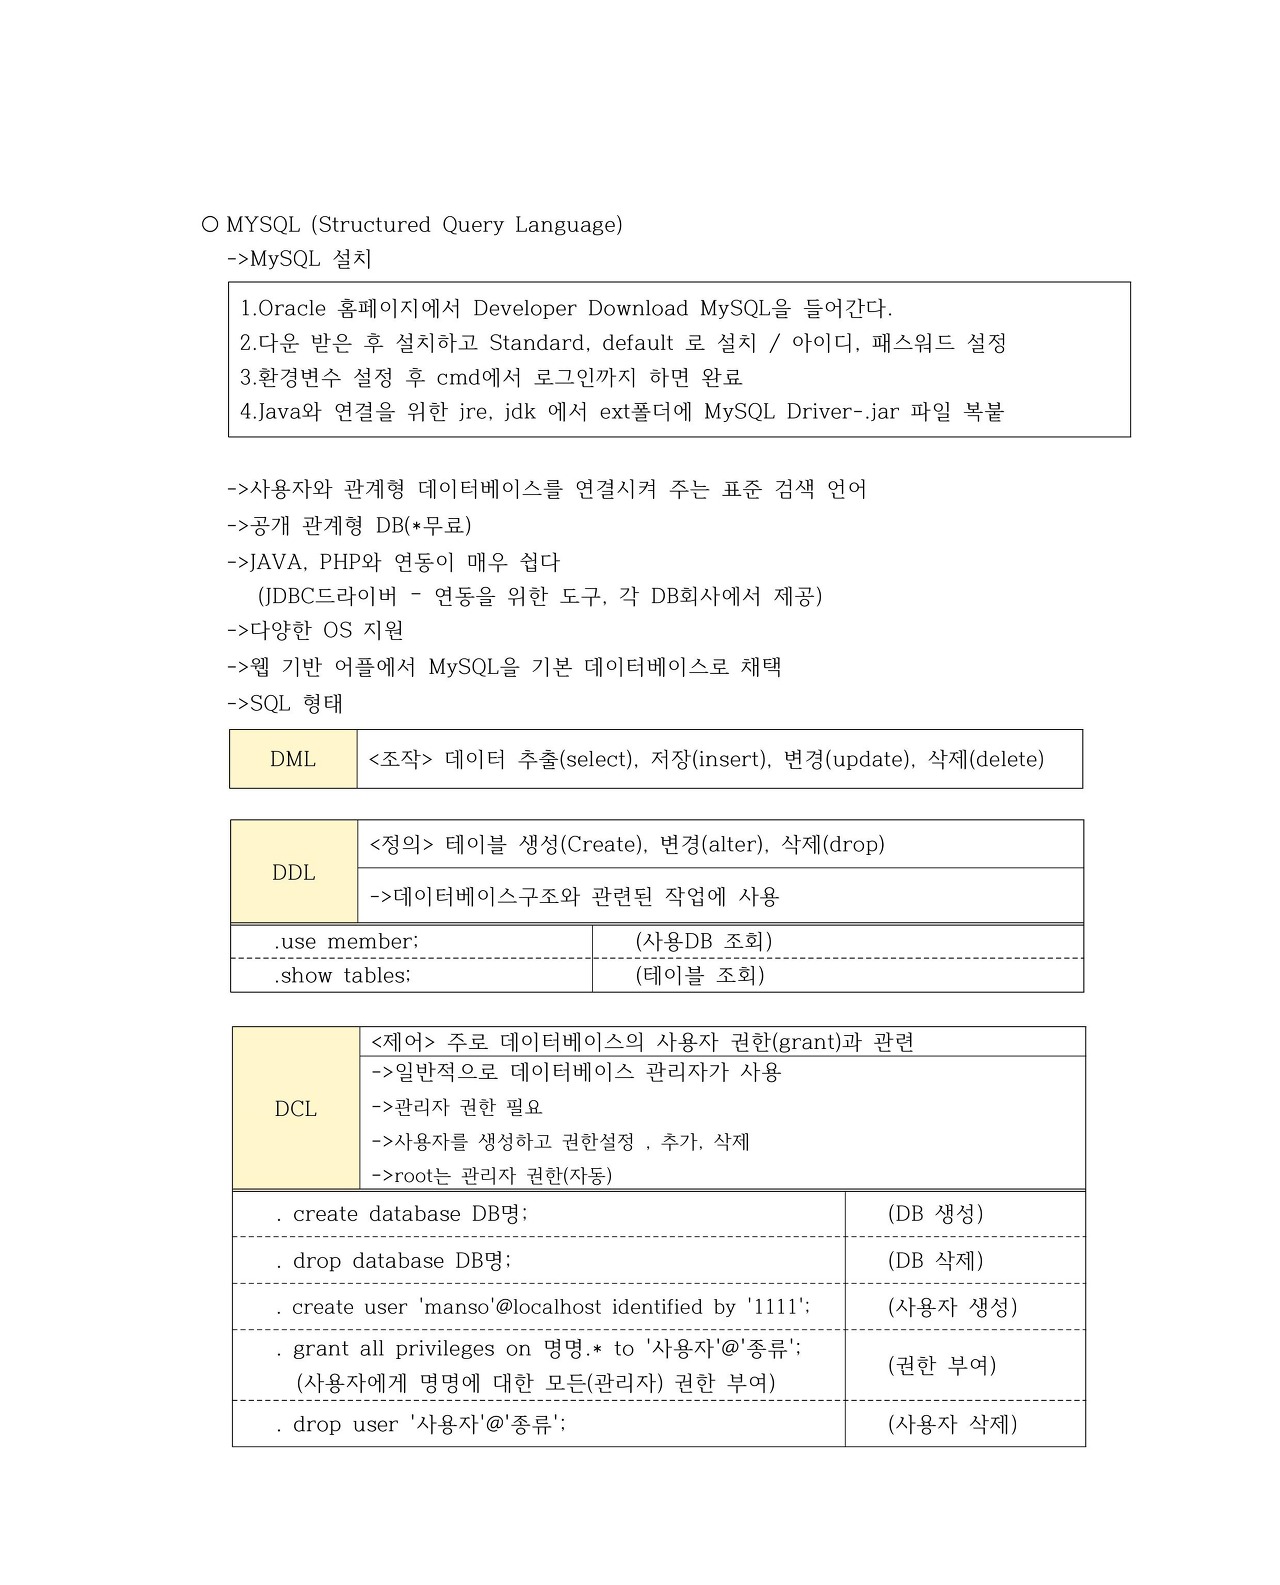 ○ MYSQL (Structured Query Language)
->MySQL 설치
1.Oracle 홈페이지에서 Developer Download MySQL을 들어간다.
2.다운 받은 후 설치하고 Standard, default 로 설치 / 아이디, 패스워드 설정
3.환경변수 설정 후 cmd에서 로그인까지 하면 완료
4.Java와 연결을 위한 jre, jdk 에서 ext폴더에 MySQL Driver-.jar 파일 복붙
->사용자와 관계형 데이터베이스를 연결시켜 주는 표준 검색 언어
->공개 관계형 DB(*무료)
->JAVA, PHP와 연동이 매우 쉽다
(JDBC드라이버 - 연동을 위한 도구, 각 DB회사에서 제공)
->다양한 OS 지원
->웹 기반 어플에서 MySQL을 기본 데이터베이스로 채택
->SQL 형태
DML <조작> 데이터 추출(select), 저장(insert), 변경(update), 삭제(delete)
DDL
<정의> 테이블 생성(Create), 변경(alter), 삭제(drop)
->데이터베이스구조와 관련된 작업에 사용
.use member; (사용DB 조회)
.show tables; (테이블 조회)
DCL
<제어> 주로 데이터베이스의 사용자 권한(grant)과 관련
->일반적으로 데이터베이스 관리자가 사용
->관리자 권한 필요
->사용자를 생성하고 권한설정 , 추가, 삭제
->root는 관리자 권한(자동)
. create database DB명; (DB 생성)
. drop database DB명; (DB 삭제)
. create user 'manso'@localhost identified by '1111'; (사용자 생성)
. grant all privileges on 명명.* to '사용자'@'종류';
(사용자에게 명명에 대한 모든(관리자) 권한 부여)
(권한 부여)
. drop user '사용자'@'종류'; (사용자 삭제)